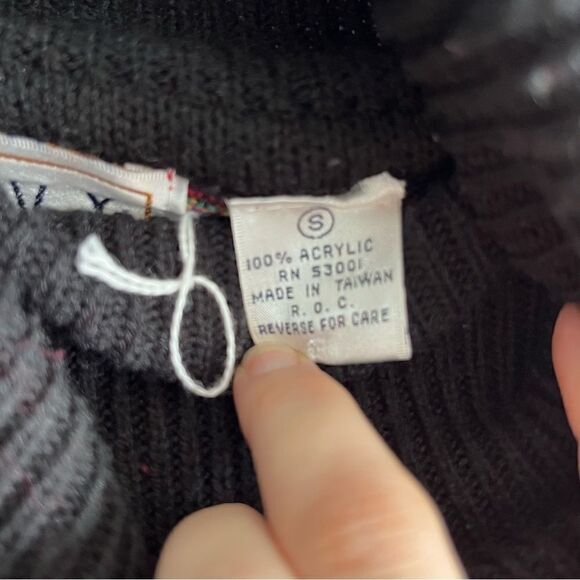 S
100% ACRYLIC
RN 53001
MADE IN TAIWAN
R. O. C.
REVERSE FOR CARE